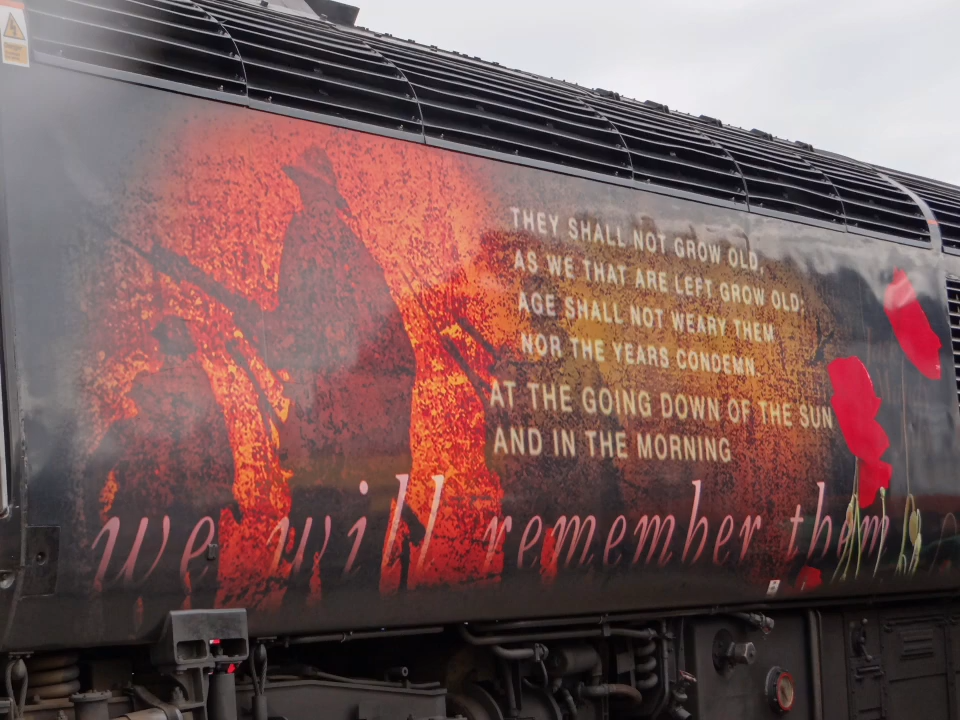 THEY SHALL NOT GROW OLD,
AS WE THAT ARE LEFT GROW OLD;
AGE SHALL NOT WEARY THEM
NOR THE YEARS CONDEMN.
AT THE GOING DOWN OF THE SUN
AND IN THE MORNING
we will remember them